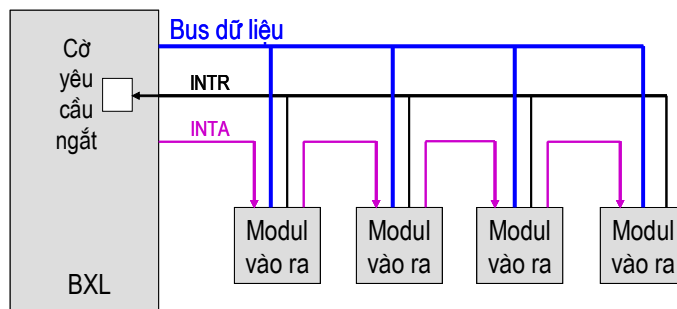 Bus dữ liệu
Cờ
yêu
cầu
ngắt
INTR
INTA
BXL
Modul
vào ra
Modul
vào ra
Modul
vào ra
Modul
vào ra